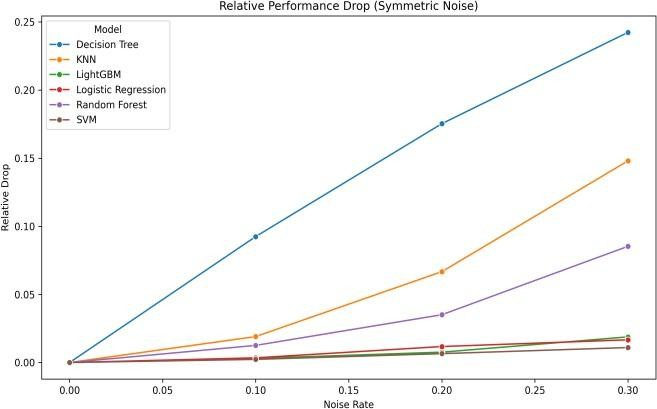 Relative Performance Drop (Symmetric Noise)
Model
Decision Tree
KNN
LightGBM
Logistic Regression
Random Forest
SVM
0.25
0.20
0.15
0.10
0.05
0.00
Relative Drop
0.00 0.05 0.10 0.15 0.20 0.25 0.30
Noise Rate